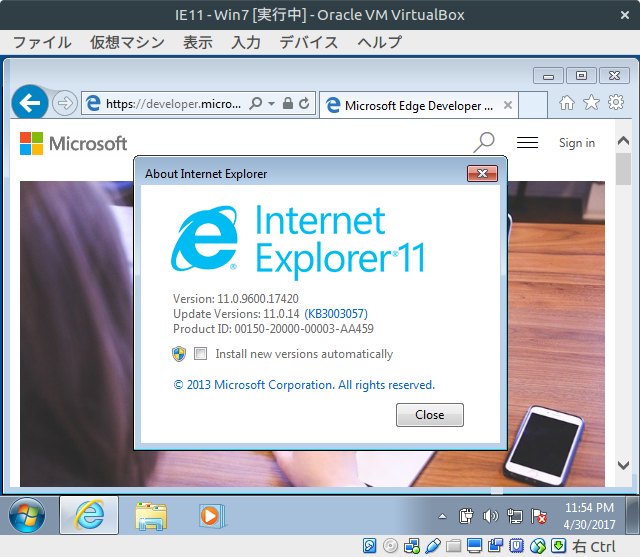 IE11 - Win7 [実行中] - Oracle VM VirtualBox
ファイル 仮想マシン 表示 入力 デバイス ヘルプ
https://developer.micro...
Microsoft Edge Developer ...
Microsoft
Sign in
About Internet Explorer
Internet
Explorer®11
Version: 11.0.9600.17420
Update Versions: 11.0.14 (KB3003057)
Product ID: 00150-20000-00003-AA459
Install new versions automatically
© 2013 Microsoft Corporation. All rights reserved.
Close
11:54 PM
4/30/2017
右 Ctrl